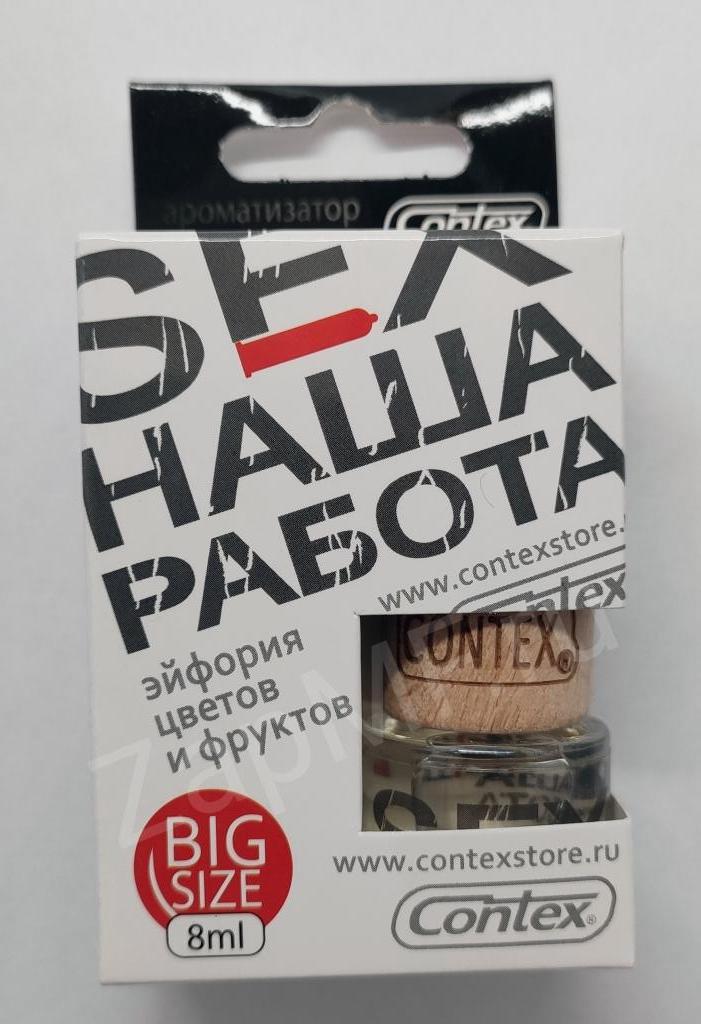 ароматизатор
Contex
SEX
НАША
РАБОТА
www.contexstore.
Contex
CONTEX®
эйфория
цветов
и фруктов
SEX
BIG
SIZE
8ml
www.contexstore.ru
Contex®